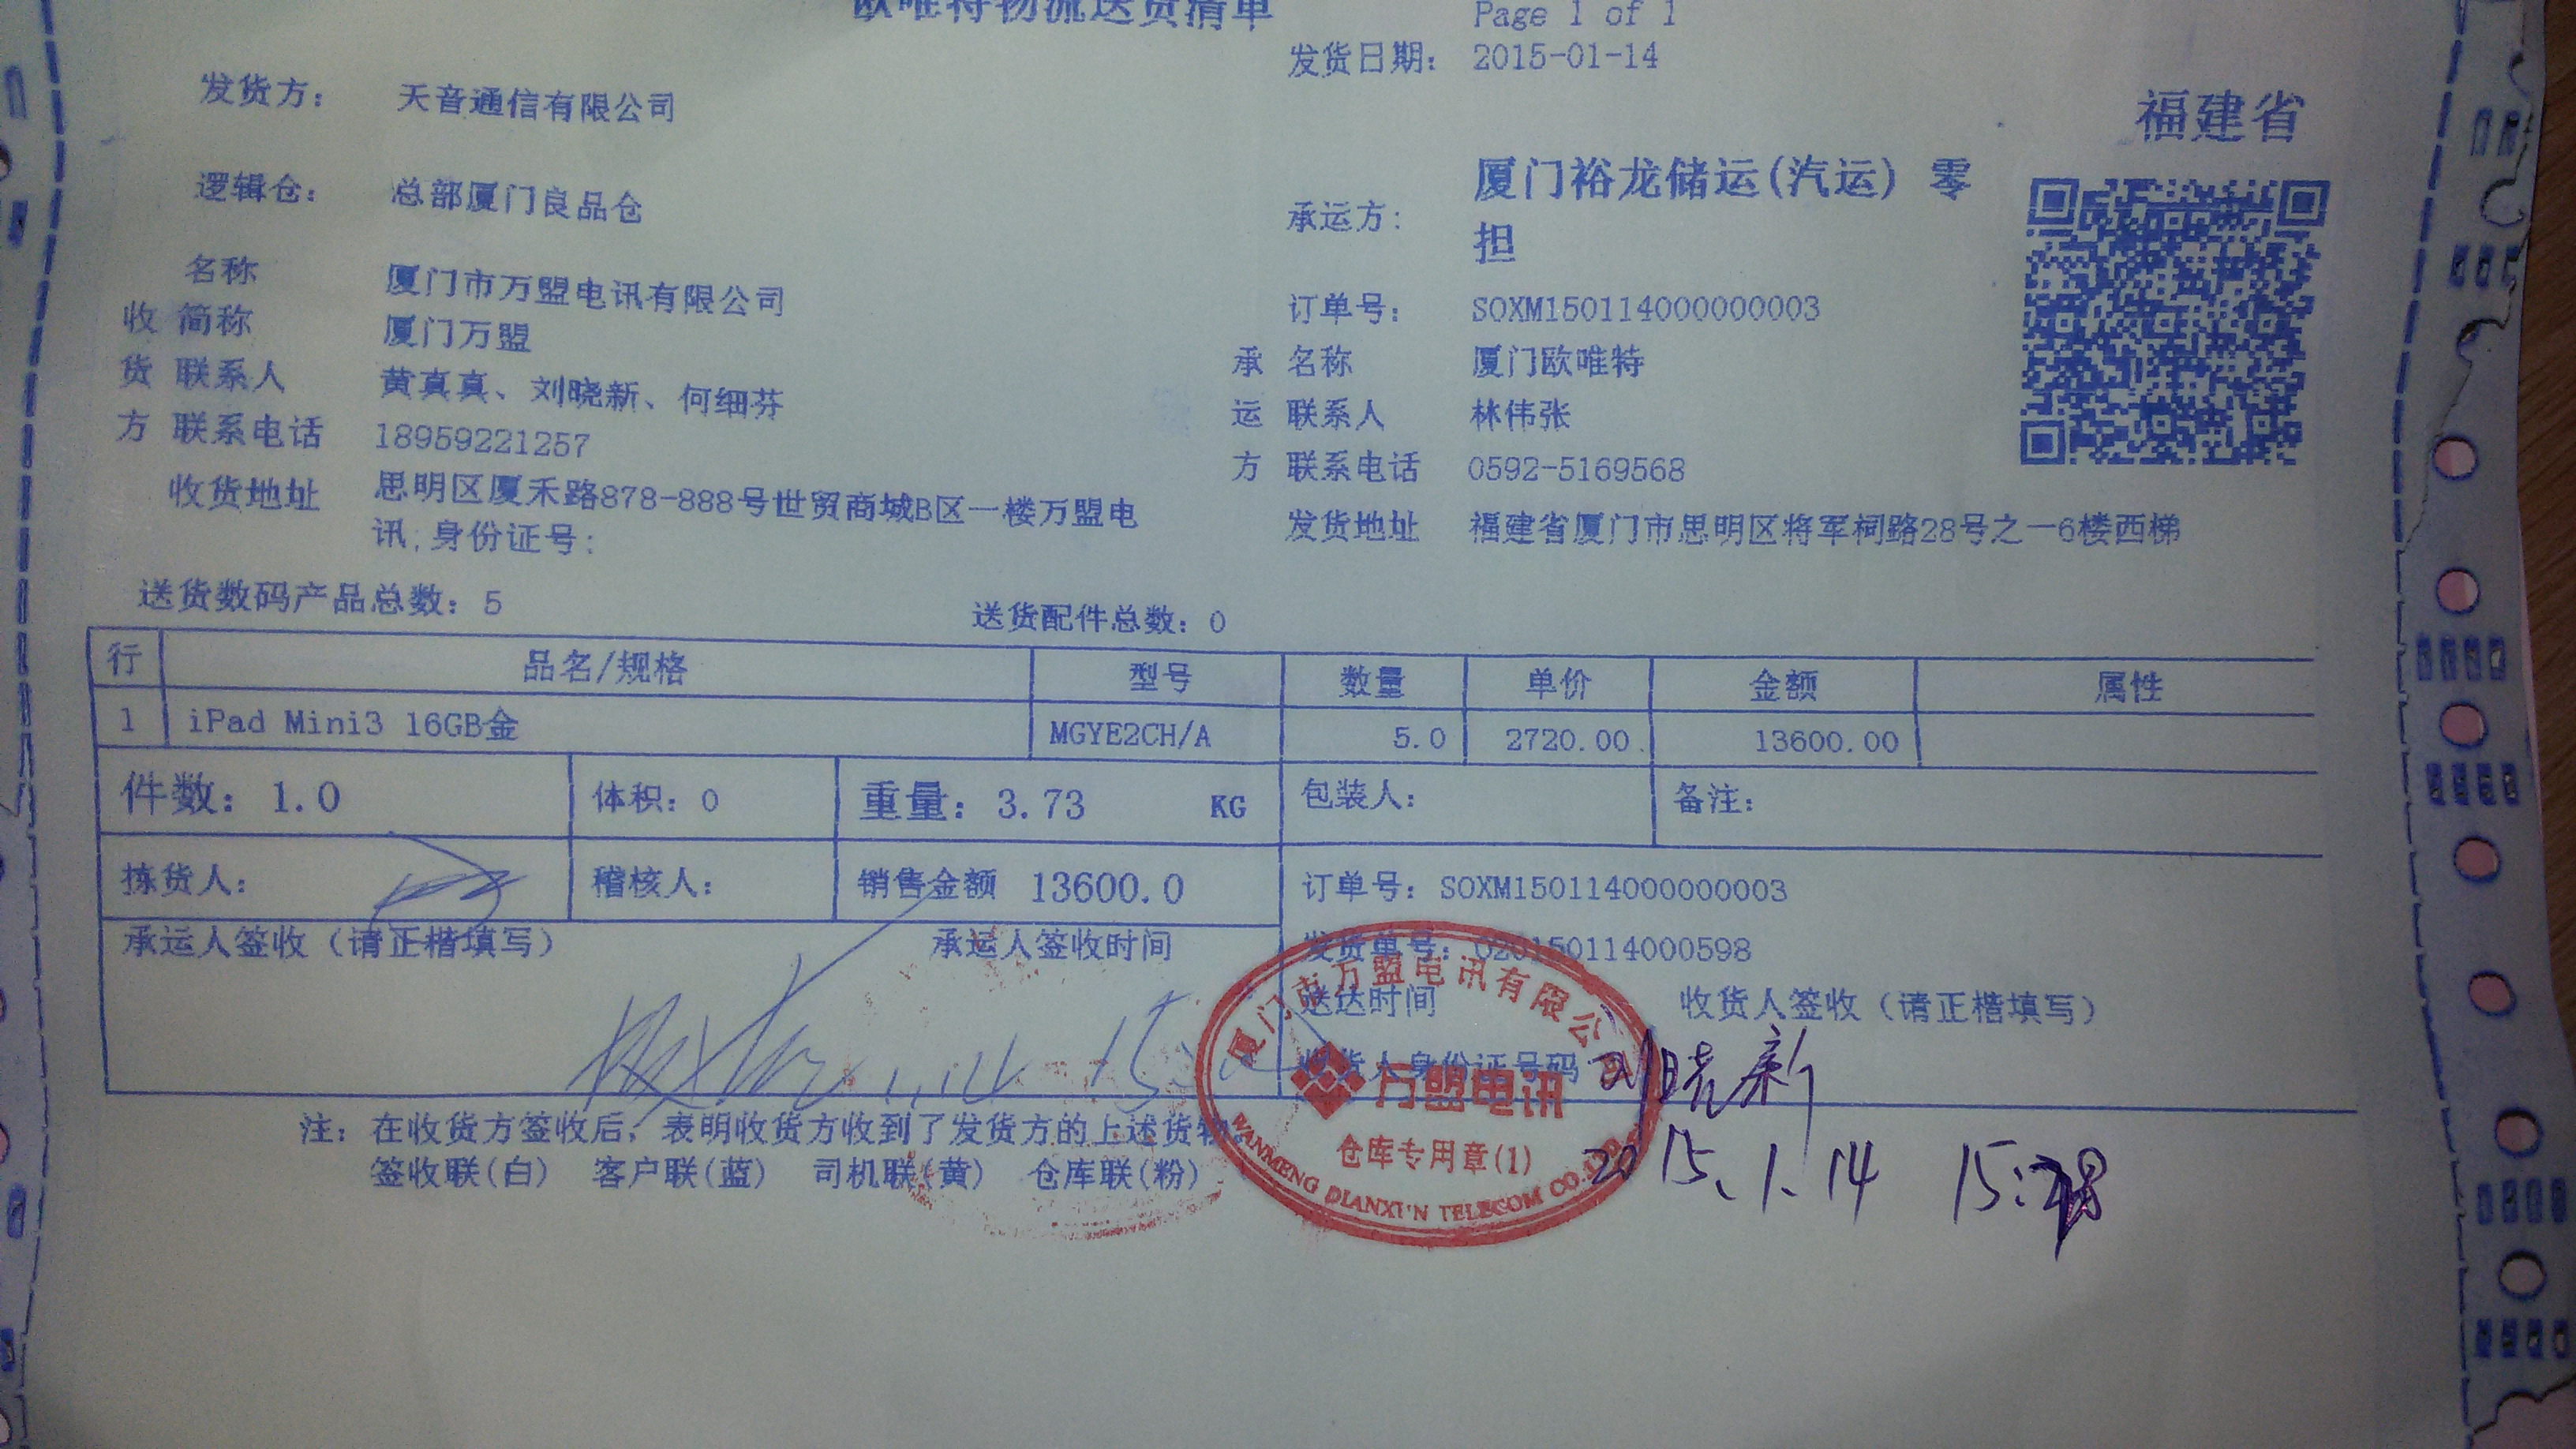 欧唯特物流送货清单
Page 1 of 1
发货日期: 2015-01-14
发货方: 天音通信有限公司
福建省
逻辑仓: 总部厦门良品仓
承运方: 厦门裕龙储运(汽运) 零
担
名称 厦门市万盟电讯有限公司
订单号: SOXM150114000000003
收 简称 厦门万盟
承 名称 厦门欧唯特
货 联系人 黄真真、刘晓新、何细芬
运 联系人 林伟张
方 联系电话 18959221257
方 联系电话 0592-5169568
收货地址 思明区厦禾路878-888号世贸商城B区一楼万盟电
讯;身份证号:
发货地址 福建省厦门市思明区将军祠路28号之一6楼西梯
送货数码产品总数: 5
送货配件总数: 0
行 品名/规格 型号 数量 单价 金额 属性
1 iPad Mini3 16GB金 MGYE2CH/A 5.0 2720.00 13600.00
件数: 1.0 体积: 0 重量: 3.73 KG 包装人: 备注:
拣货人: 稽核人: 销售金额 13600.0 订单号: SOXM150114000000003
承运人签收（请正楷填写） 承运人签收时间 发货单号: 020150114000598
送达时间 收货人签收（请正楷填写）
收货人身份证号码
刘晓新
2015.1.14 15:
厦门市万盟电讯有限公司
万盟电讯
仓库专用章(1)
WANMENG DIANXI'N TELECOM CO.,LTD.
注: 在收货方签收后, 表明收货方收到了发货方的上述货物
签收联(白) 客户联(蓝) 司机联(黄) 仓库联(粉)